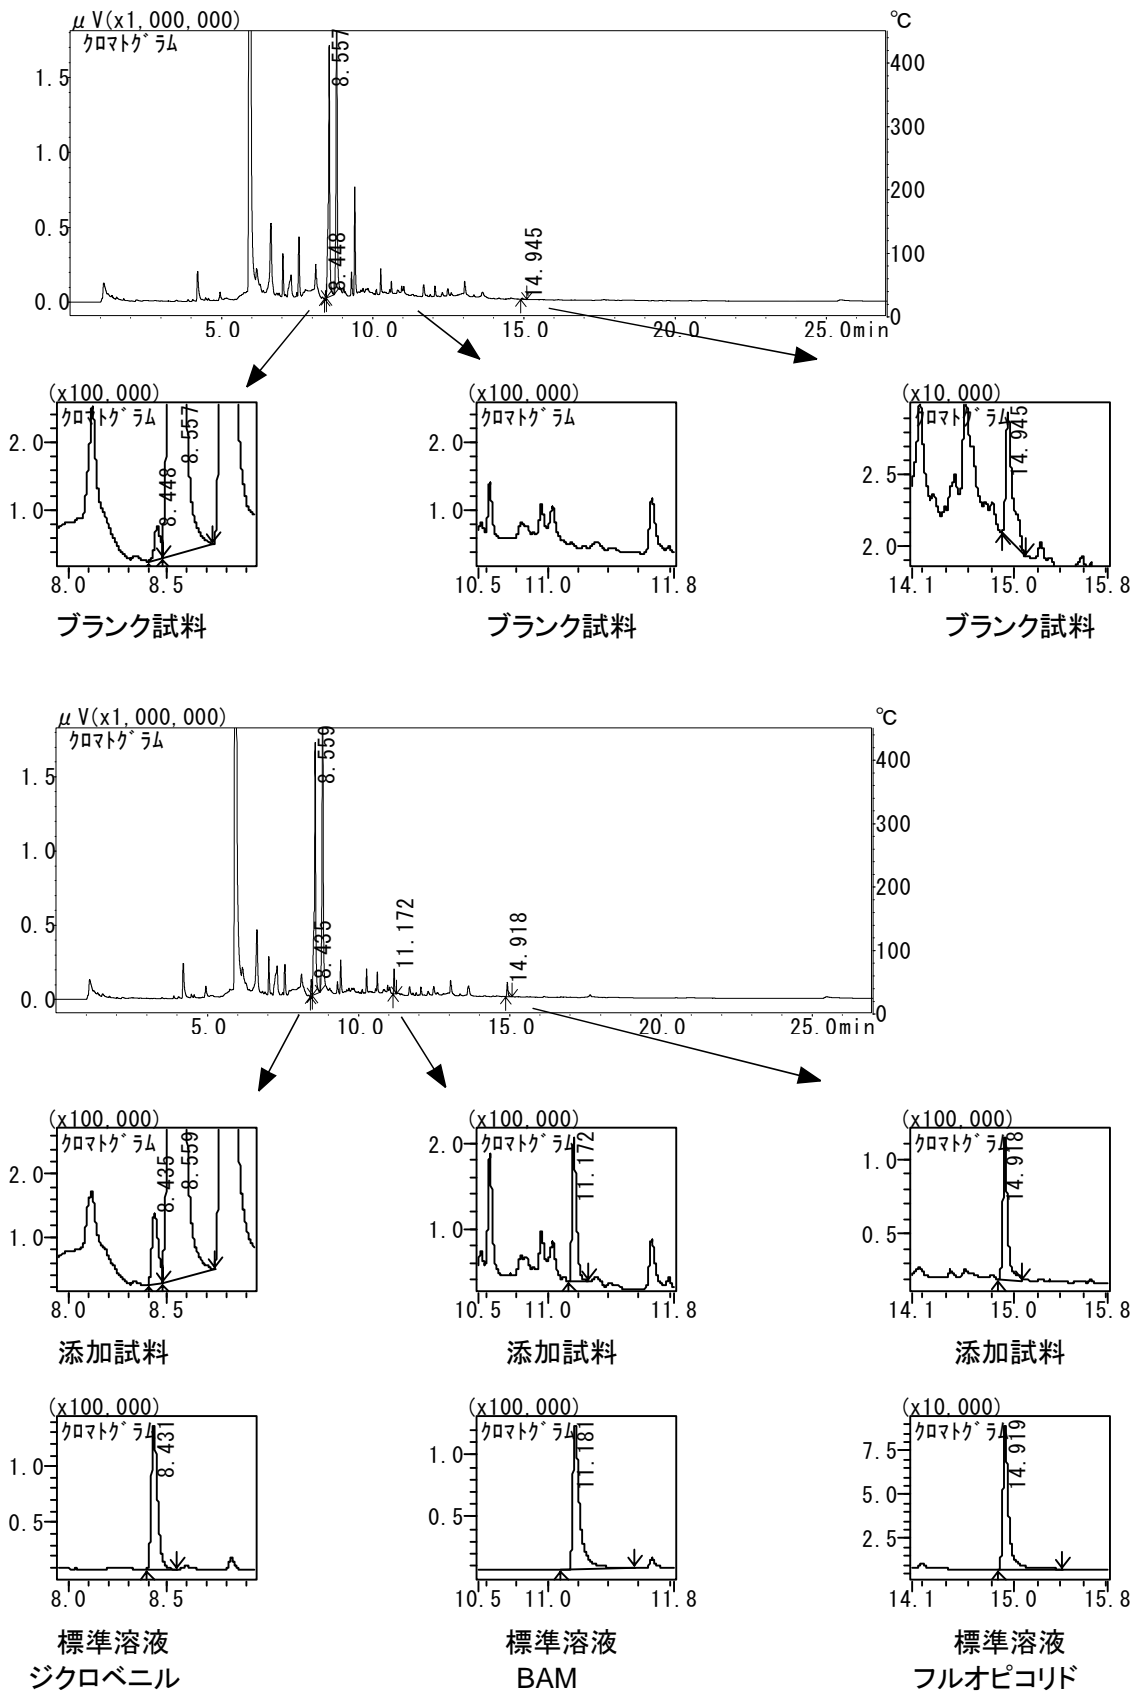 μV(x1,000,000)
℃
クロマトグラム
8.557
8.448
14.945
1.5
1.0
0.5
0.0
400
300
200
100
0
5.0 10.0 15.0 20.0 25.0min
(x100,000)
クロマトグラム
8.448
8.557
2.0
1.0
8.0 8.5
ブランク試料
(x100,000)
クロマトグラム
2.0
1.0
10.5 11.0 11.8
ブランク試料
(x10,000)
クロマトグラム
14.945
2.5
2.0
14.1 15.0 15.8
ブランク試料
μV(x1,000,000)
℃
クロマトグラム
8.559
8.435
11.172
14.918
1.5
1.0
0.5
0.0
400
300
200
100
0
5.0 10.0 15.0 20.0 25.0min
(x100,000)
クロマトグラム
8.435
8.559
2.0
1.0
8.0 8.5
添加試料
(x100,000)
クロマトグラム
11.172
2.0
1.0
10.5 11.0 11.8
添加試料
(x100,000)
クロマトグラム
14.918
1.0
0.5
14.1 15.0 15.8
添加試料
(x100,000)
クロマトグラム
8.431
1.0
0.5
8.0 8.5
標準溶液
ジクロベニル
(x100,000)
クロマトグラム
11.181
1.0
0.5
10.5 11.0 11.8
標準溶液
BAM
(x10,000)
クロマトグラム
14.919
7.5
5.0
2.5
14.1 15.0 15.8
標準溶液
フルオピコリド